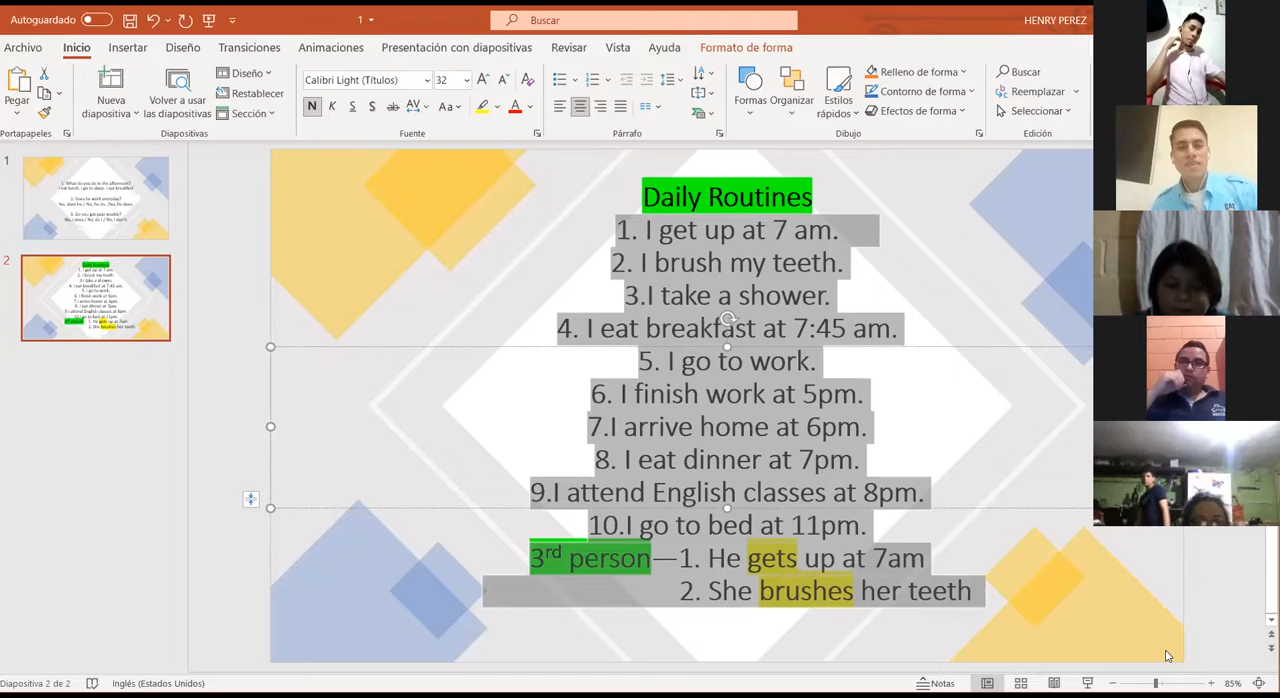 Autoguardado
1
Buscar
HENRY PEREZ
Archivo Inicio Insertar Diseño Transiciones Animaciones Presentación con diapositivas Revisar Vista Ayuda Formato de forma
Pegar
Nueva diapositiva
Volver a usar las diapositivas
Diseño
Restablecer
Sección
Calibri Light (Títulos) 32
N K S S ab AV Aa A
Formas Organizar Estilos rápidos
Relleno de forma
Contorno de forma
Efectos de forma
Buscar
Reemplazar
Seleccionar
Portapapeles Diapositivas Fuente Párrafo Dibujo Edición
1
2
Daily Routines
1. I get up at 7 am.
2. I brush my teeth.
3.I take a shower.
4. I eat breakfast at 7:45 am.
5. I go to work.
6. I finish work at 5pm.
7.I arrive home at 6pm.
8. I eat dinner at 7pm.
9.I attend English classes at 8pm.
10.I go to bed at 11pm.
3rd person—1. He gets up at 7am
2. She brushes her teeth
Diapositiva 2 de 2 Inglés (Estados Unidos) Notas 85%